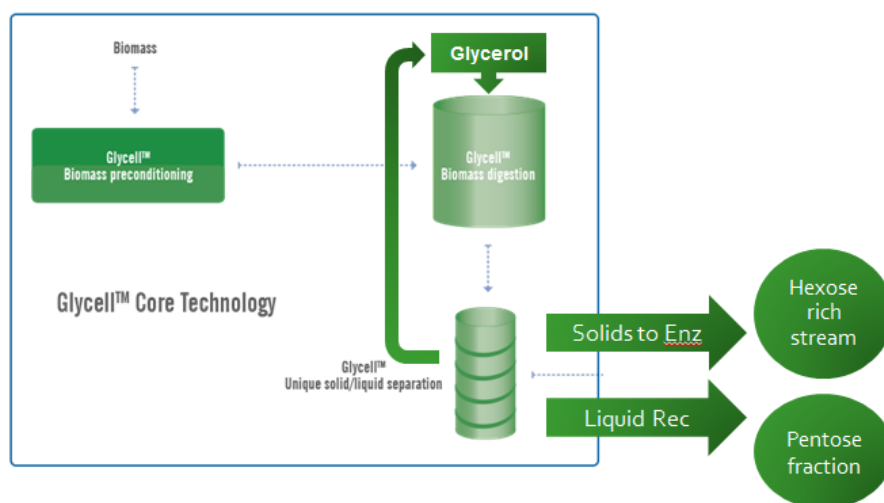 Biomass
Glycerol
Glycell™
Biomass preconditioning
Glycell™
Biomass digestion
Glycell™ Core Technology
Glycell™
Unique solid/liquid separation
Solids to Enz
Hexose
rich
stream
Liquid Rec
Pentose
fraction